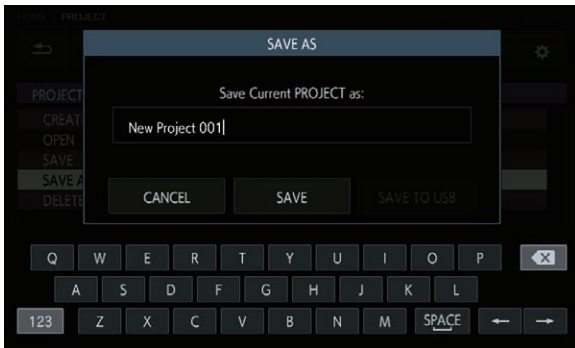 HOME > PROJECT
SAVE AS
PROJECT
Save Current PROJECT as:
CREAT
New Project 001
OPEN
SAVE
SAVE A
DELETE
CANCEL SAVE SAVE TO USB
Q W E R T Y U I O P
A S D F G H J K L
123 Z X C V B N M SPACE